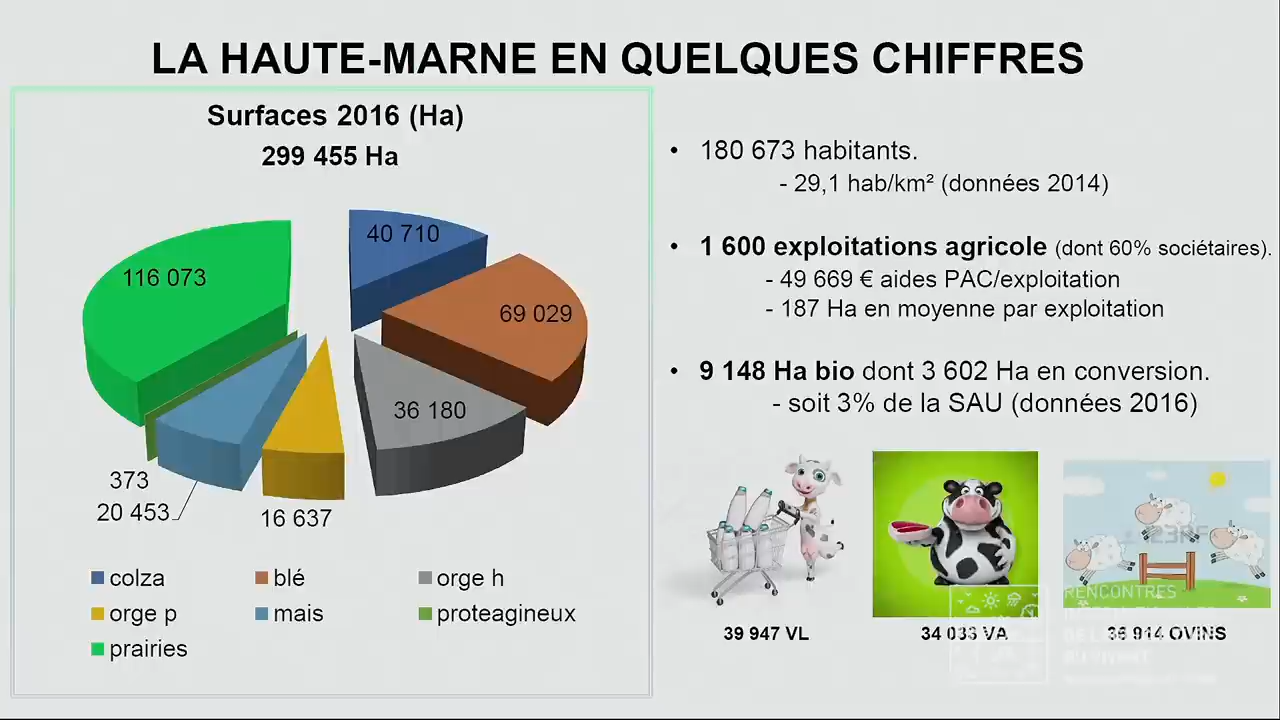 LA HAUTE-MARNE EN QUELQUES CHIFFRES
Surfaces 2016 (Ha)
299 455 Ha
40 710
69 029
36 180
16 637
20 453
373
116 073
colza
blé
orge h
orge p
mais
proteagineux
prairies
• 180 673 habitants.
- 29,1 hab/km² (données 2014)
• 1 600 exploitations agricole (dont 60% sociétaires).
- 49 669 € aides PAC/exploitation
- 187 Ha en moyenne par exploitation
• 9 148 Ha bio dont 3 602 Ha en conversion.
- soit 3% de la SAU (données 2016)
39 947 VL
34 033 VA
OVINS
RENCONTRES